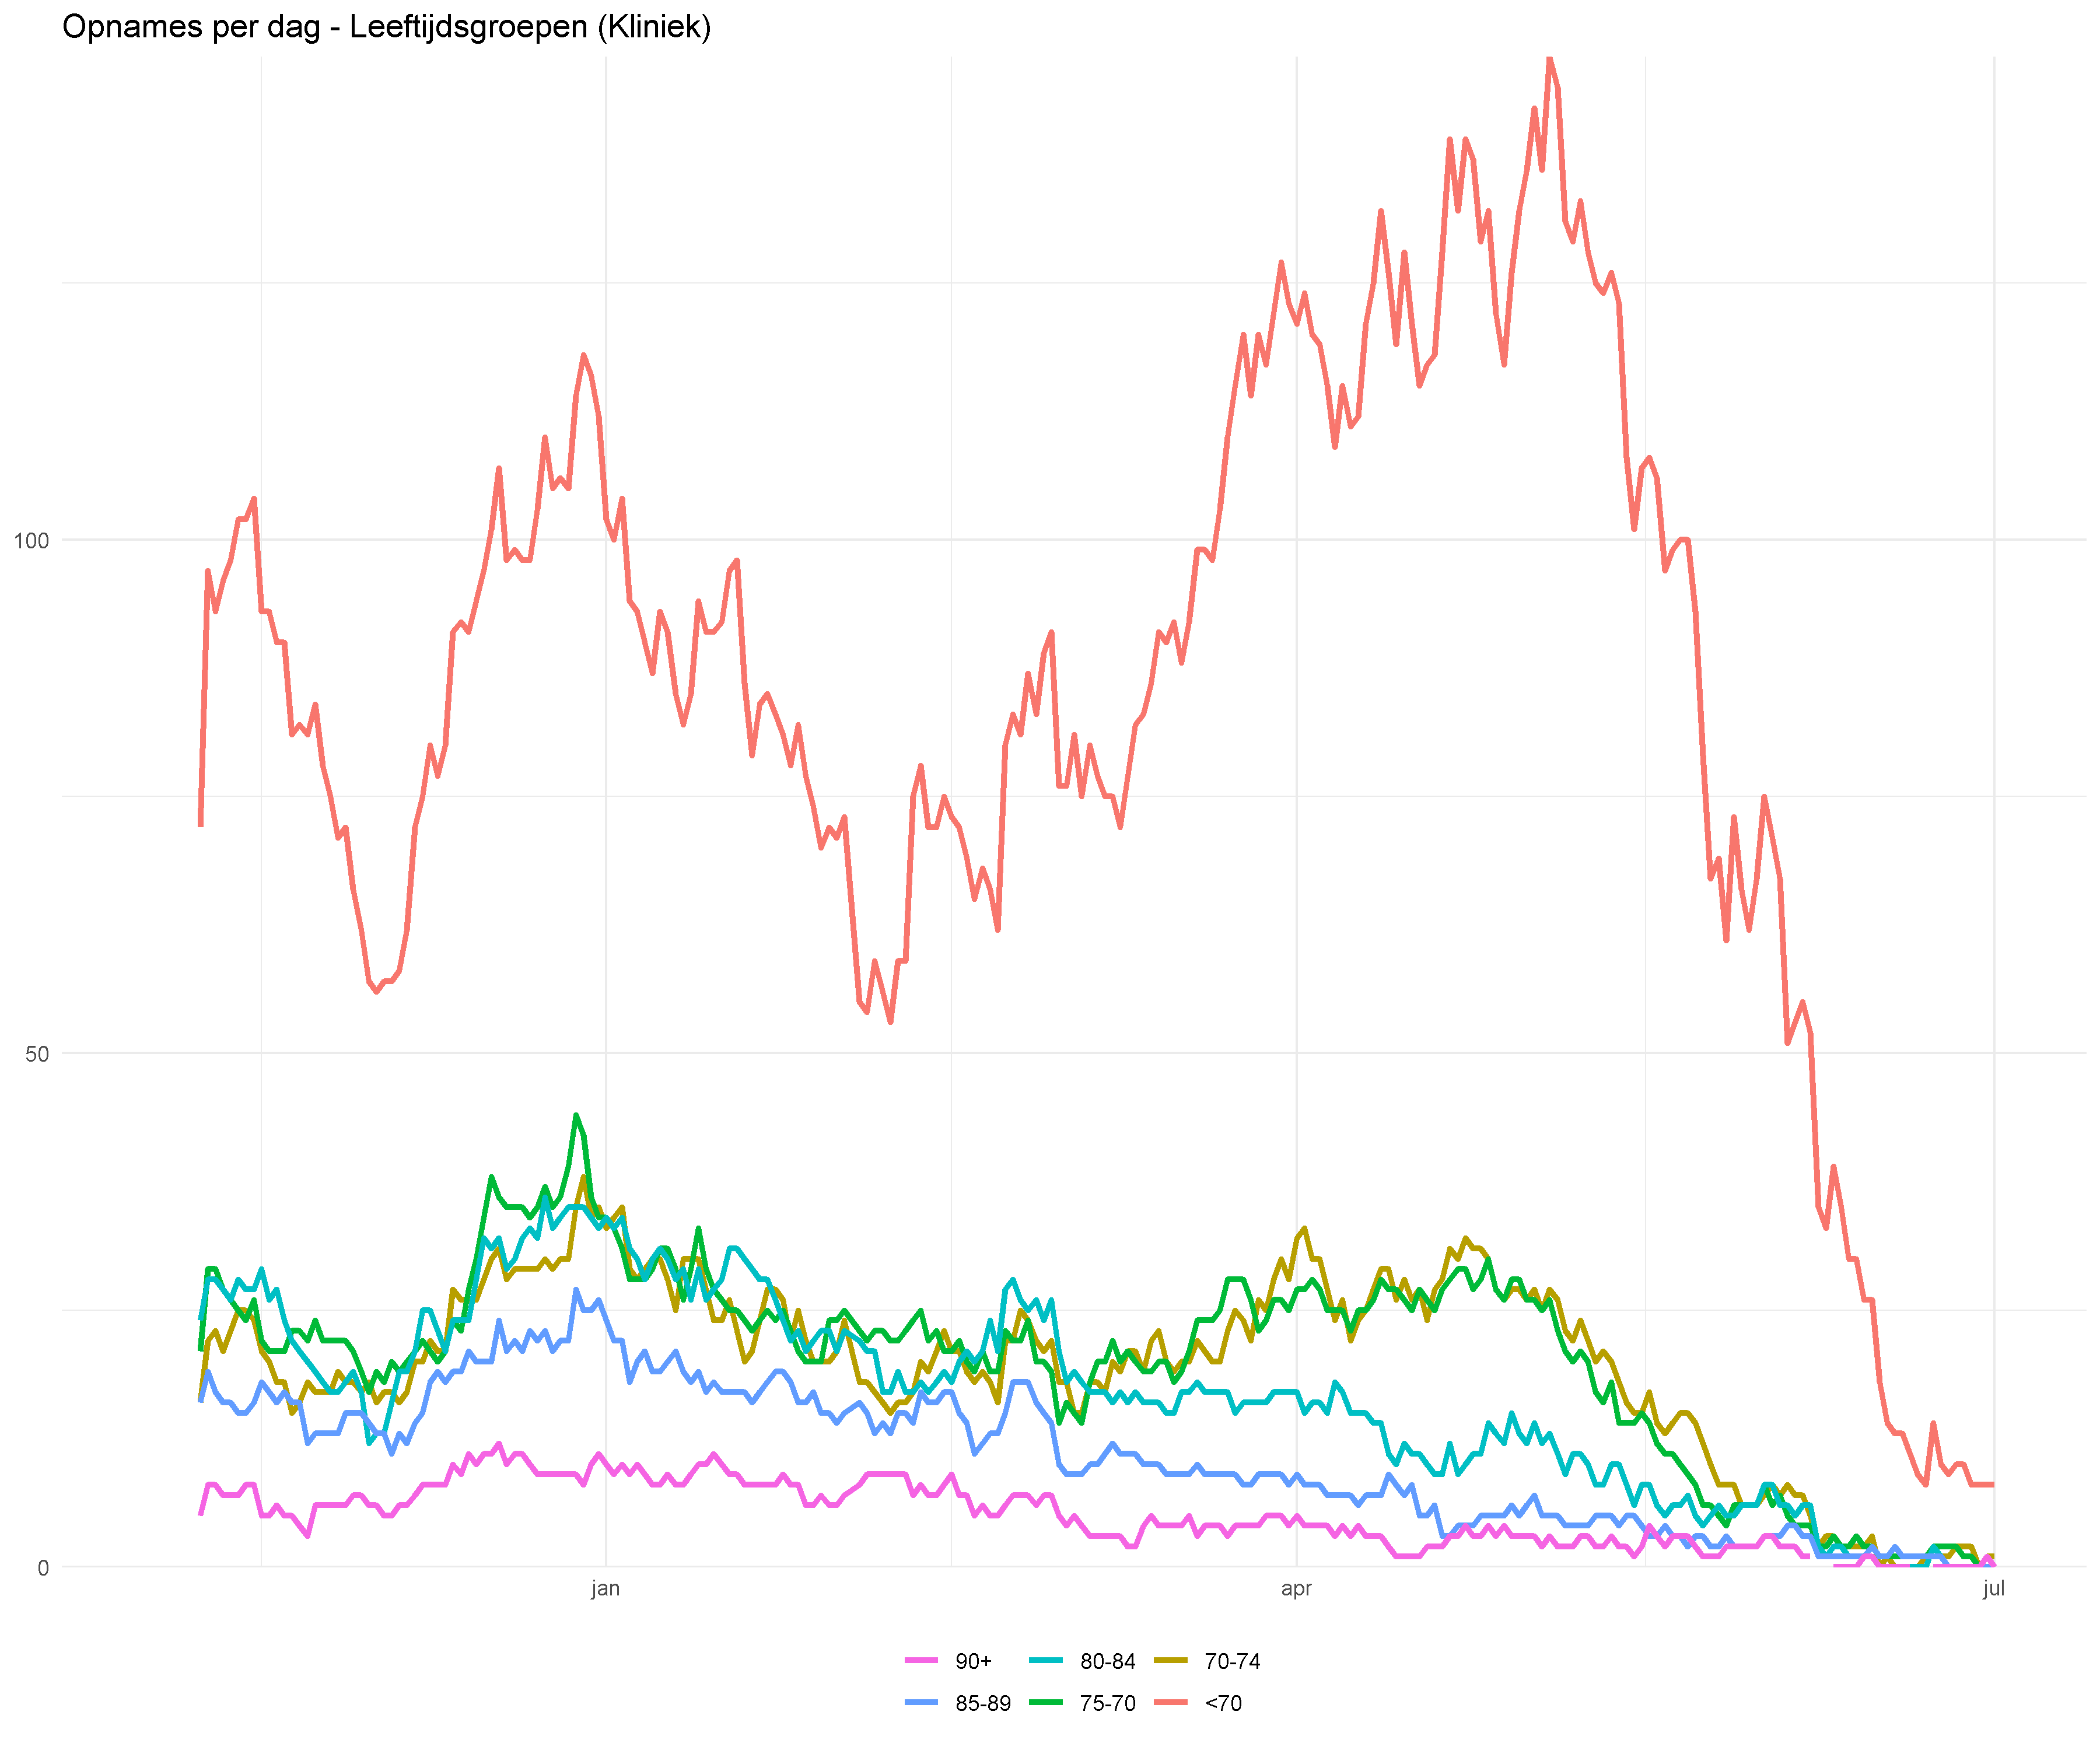 Opnames per dag - Leeftijdsgroepen (Kliniek)
100
50
0
jan apr jul
90+ 80-84 70-74
85-89 75-70 <70